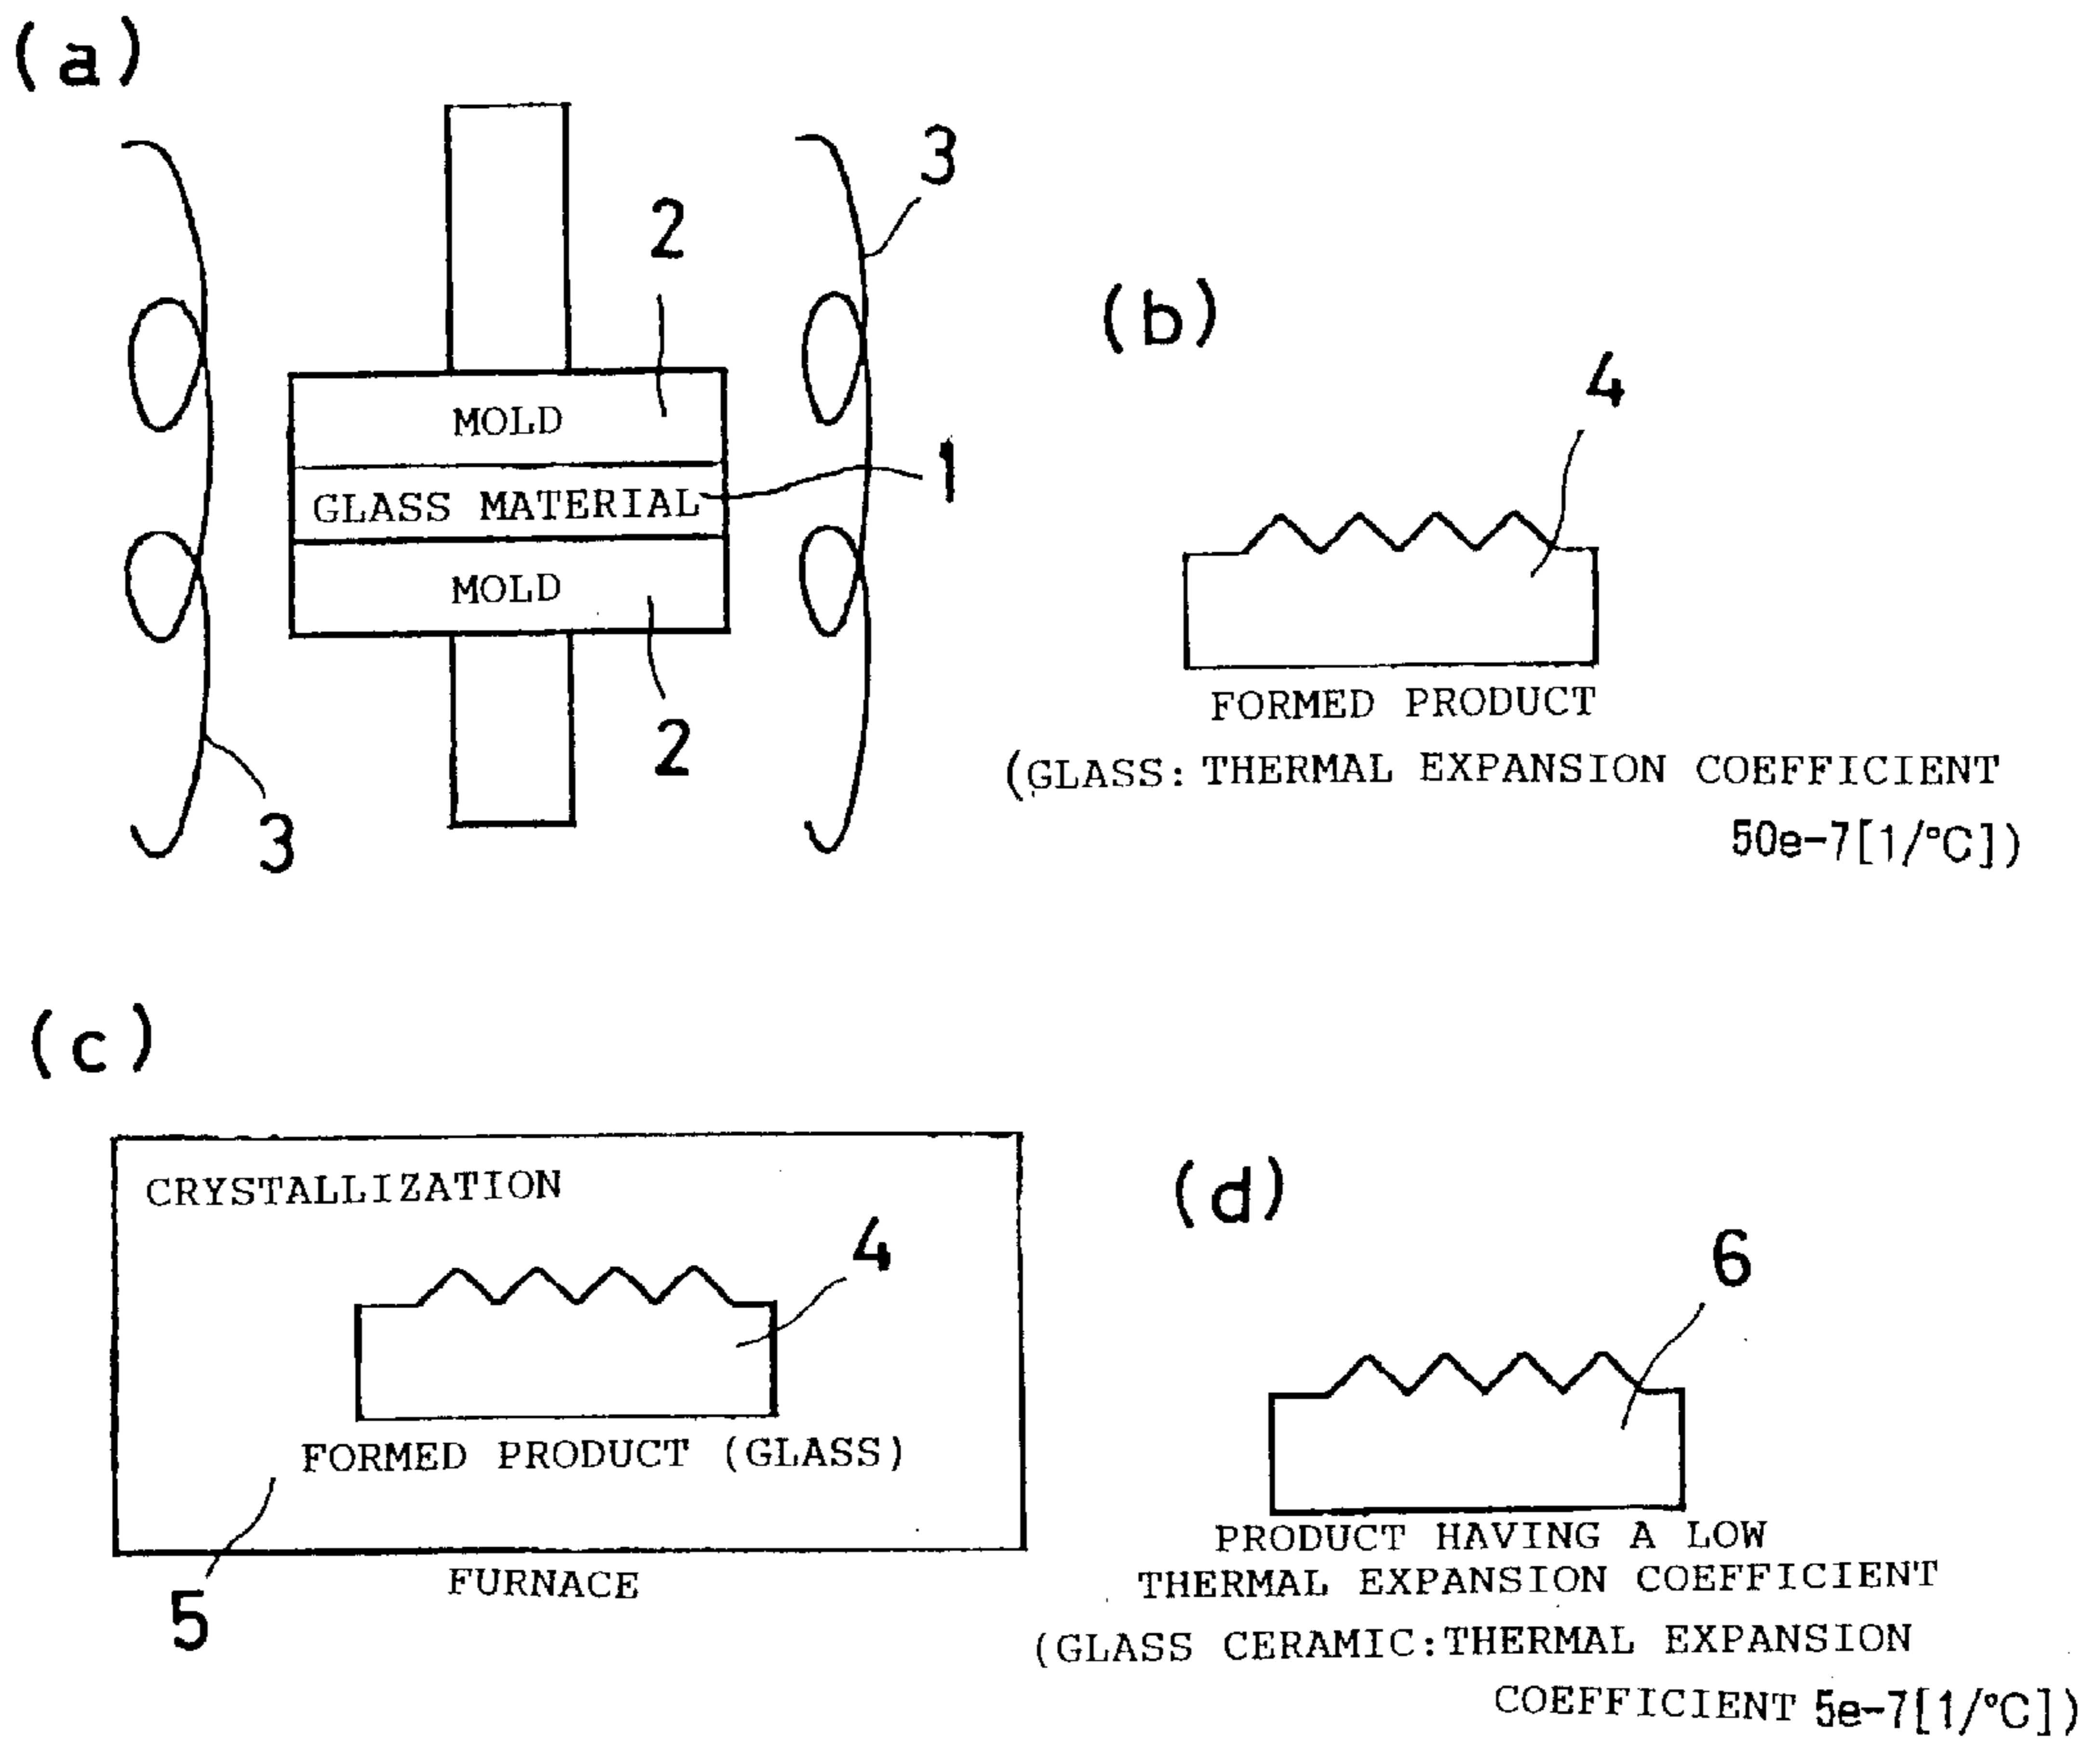 (a)
3
2
MOLD
1
GLASS MATERIAL
MOLD
2
3
(b)
4
FORMED PRODUCT
(GLASS: THERMAL EXPANSION COEFFICIENT
50e-7[1/°C])
(c)
CRYSTALLIZATION
4
FORMED PRODUCT (GLASS)
5
FURNACE
(d)
6
PRODUCT HAVING A LOW
THERMAL EXPANSION COEFFICIENT
(GLASS CERAMIC:THERMAL EXPANSION
COEFFICIENT 5e-7[1/°C])